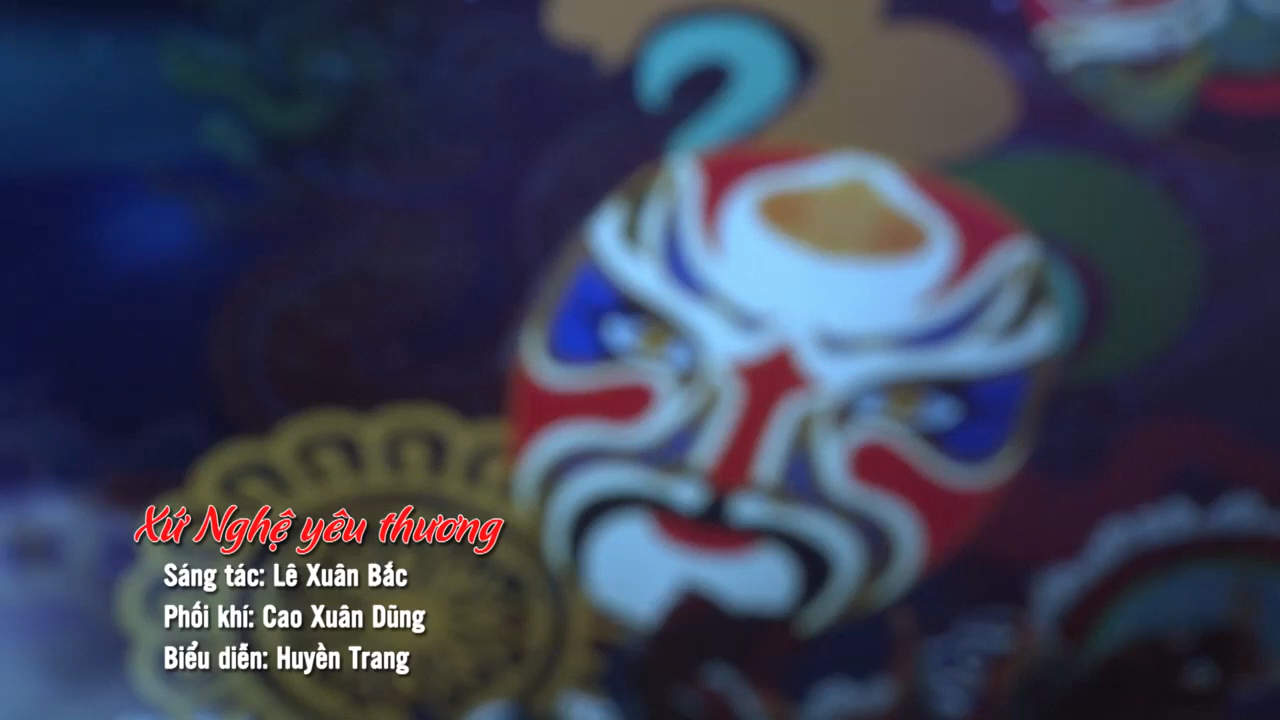 Xứ Nghệ yêu thương
Sáng tác: Lê Xuân Bắc
Phối khí: Cao Xuân Dũng
Biểu diễn: Huyền Trang